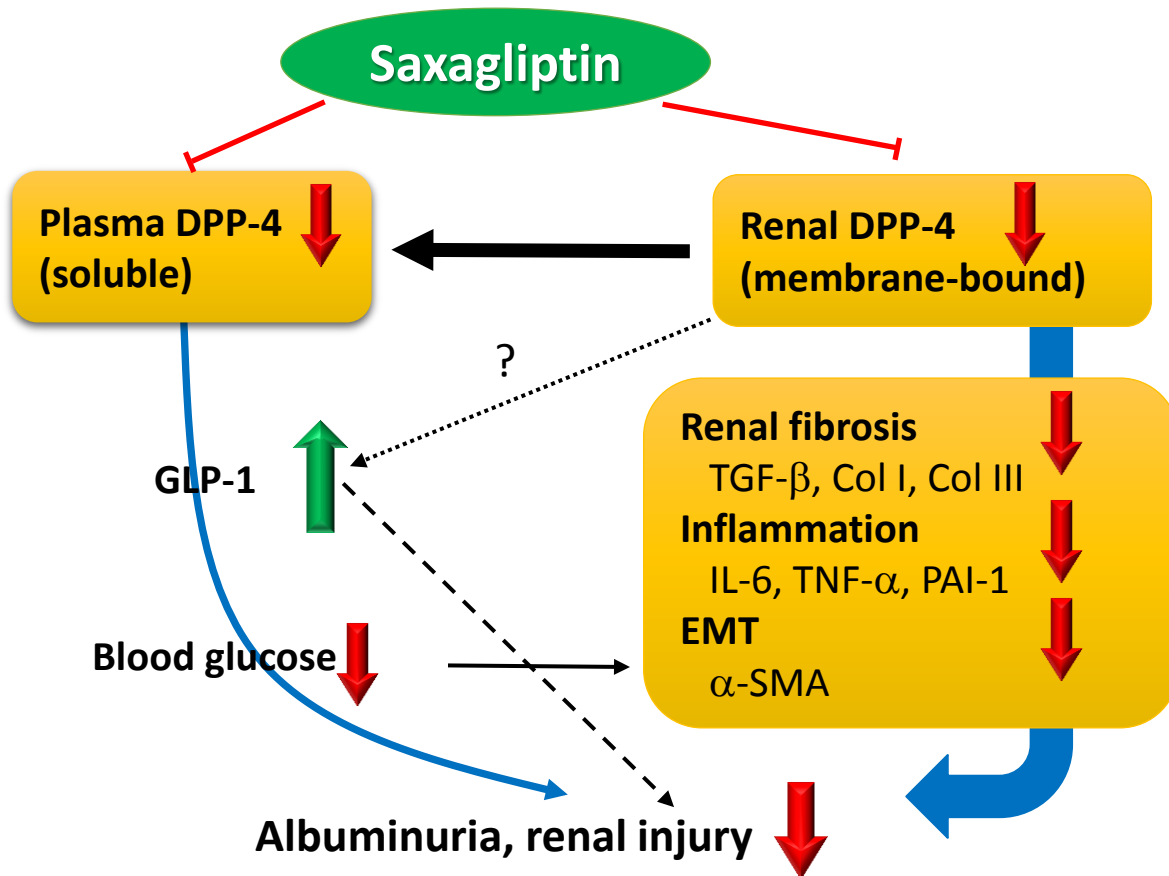 Saxagliptin
Plasma DPP-4
(soluble)
Renal DPP-4
(membrane-bound)
?
GLP-1
Renal fibrosis
TGF-β, Col I, Col III
Inflammation
IL-6, TNF-α, PAI-1
EMT
α-SMA
Blood glucose
Albuminuria, renal injury